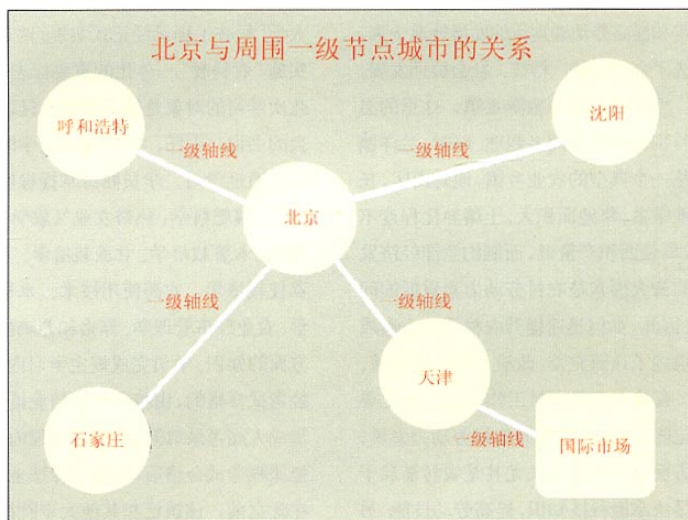 北京与周围一级节点城市的关系
呼和浩特
沈阳
一级轴线
一级轴线
北京
一级轴线
一级轴线
天津
石家庄
一级轴线
国际市场